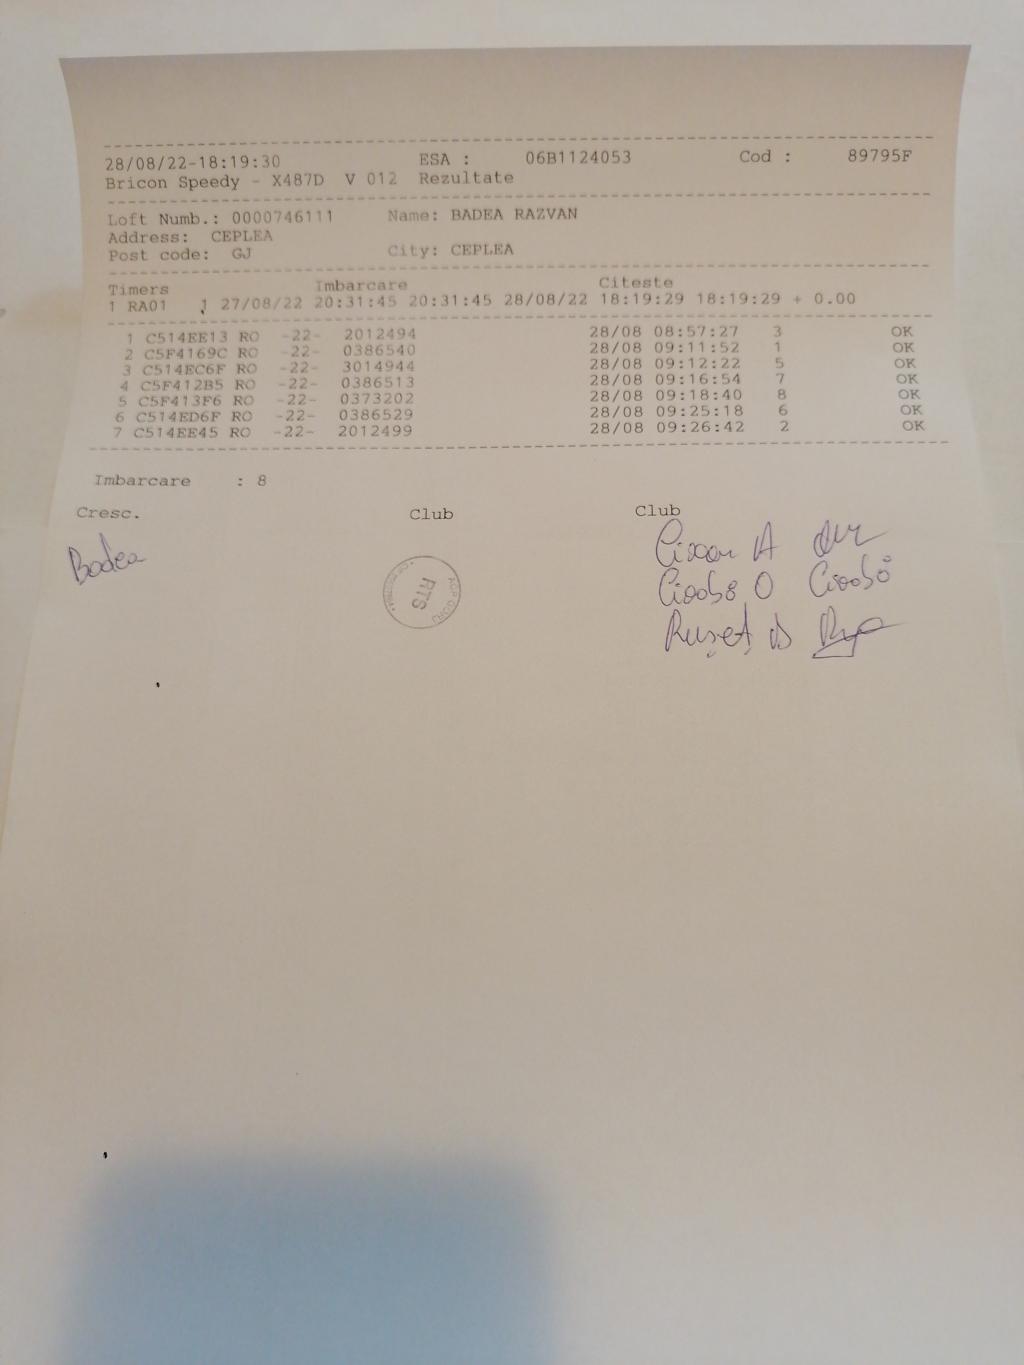 28/08/22-18:19:30 ESA : 06B1124053 Cod : 89795F
Bricon Speedy - X487D V 012 Rezultate
Loft Numb.: 0000746111 Name: BADEA RAZVAN
Address: CEPLEA
Post code: GJ City: CEPLEA
Timers Imbarcare Citeste
1 RA01 1 27/08/22 20:31:45 20:31:45 28/08/22 18:19:29 18:19:29 + 0.00
1 C514EE13 RO -22- 2012494 28/08 08:57:27 3 OK
2 C5F4169C RO -22- 0386540 28/08 09:11:52 1 OK
3 C514EC6F RO -22- 3014944 28/08 09:12:22 5 OK
4 C5F412B5 RO -22- 0386513 28/08 09:16:54 7 OK
5 C5F413F6 RO -22- 0373202 28/08 09:18:40 8 OK
6 C514ED6F RO -22- 0386529 28/08 09:25:18 6 OK
7 C514EE45 RO -22- 2012499 28/08 09:26:42 2 OK
Imbarcare : 8
Cresc. Club Club
Badea
RTS